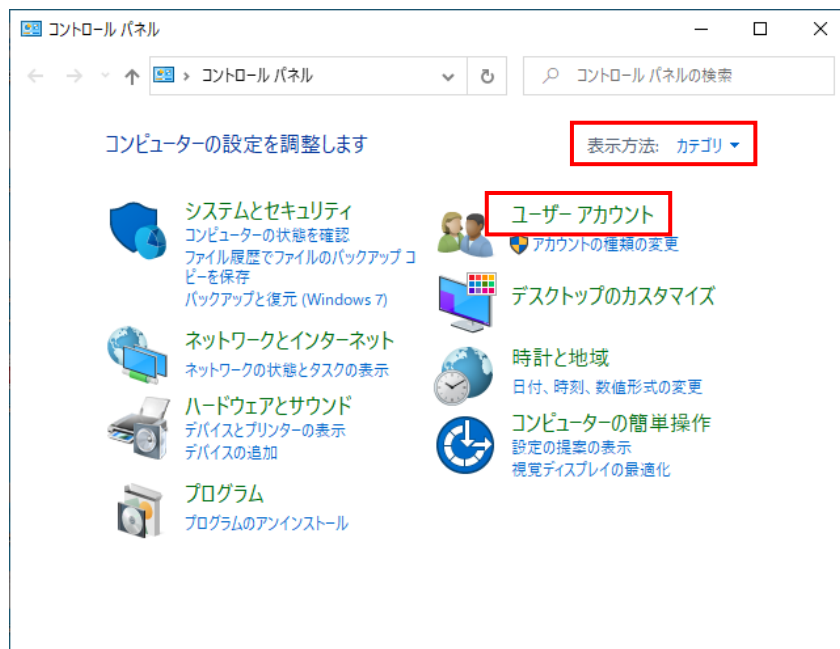 コントロール パネル
コントロール パネル
コントロール パネルの検索
コンピューターの設定を調整します
表示方法: カテゴリ
システムとセキュリティ
コンピューターの状態を確認
ファイル履歴でファイルのバックアップ コ
ピーを保存
バックアップと復元 (Windows 7)
ネットワークとインターネット
ネットワークの状態とタスクの表示
ハードウェアとサウンド
デバイスとプリンターの表示
デバイスの追加
プログラム
プログラムのアンインストール
ユーザー アカウント
アカウントの種類の変更
デスクトップのカスタマイズ
時計と地域
日付、時刻、数値形式の変更
コンピューターの簡単操作
設定の提案の表示
視覚ディスプレイの最適化